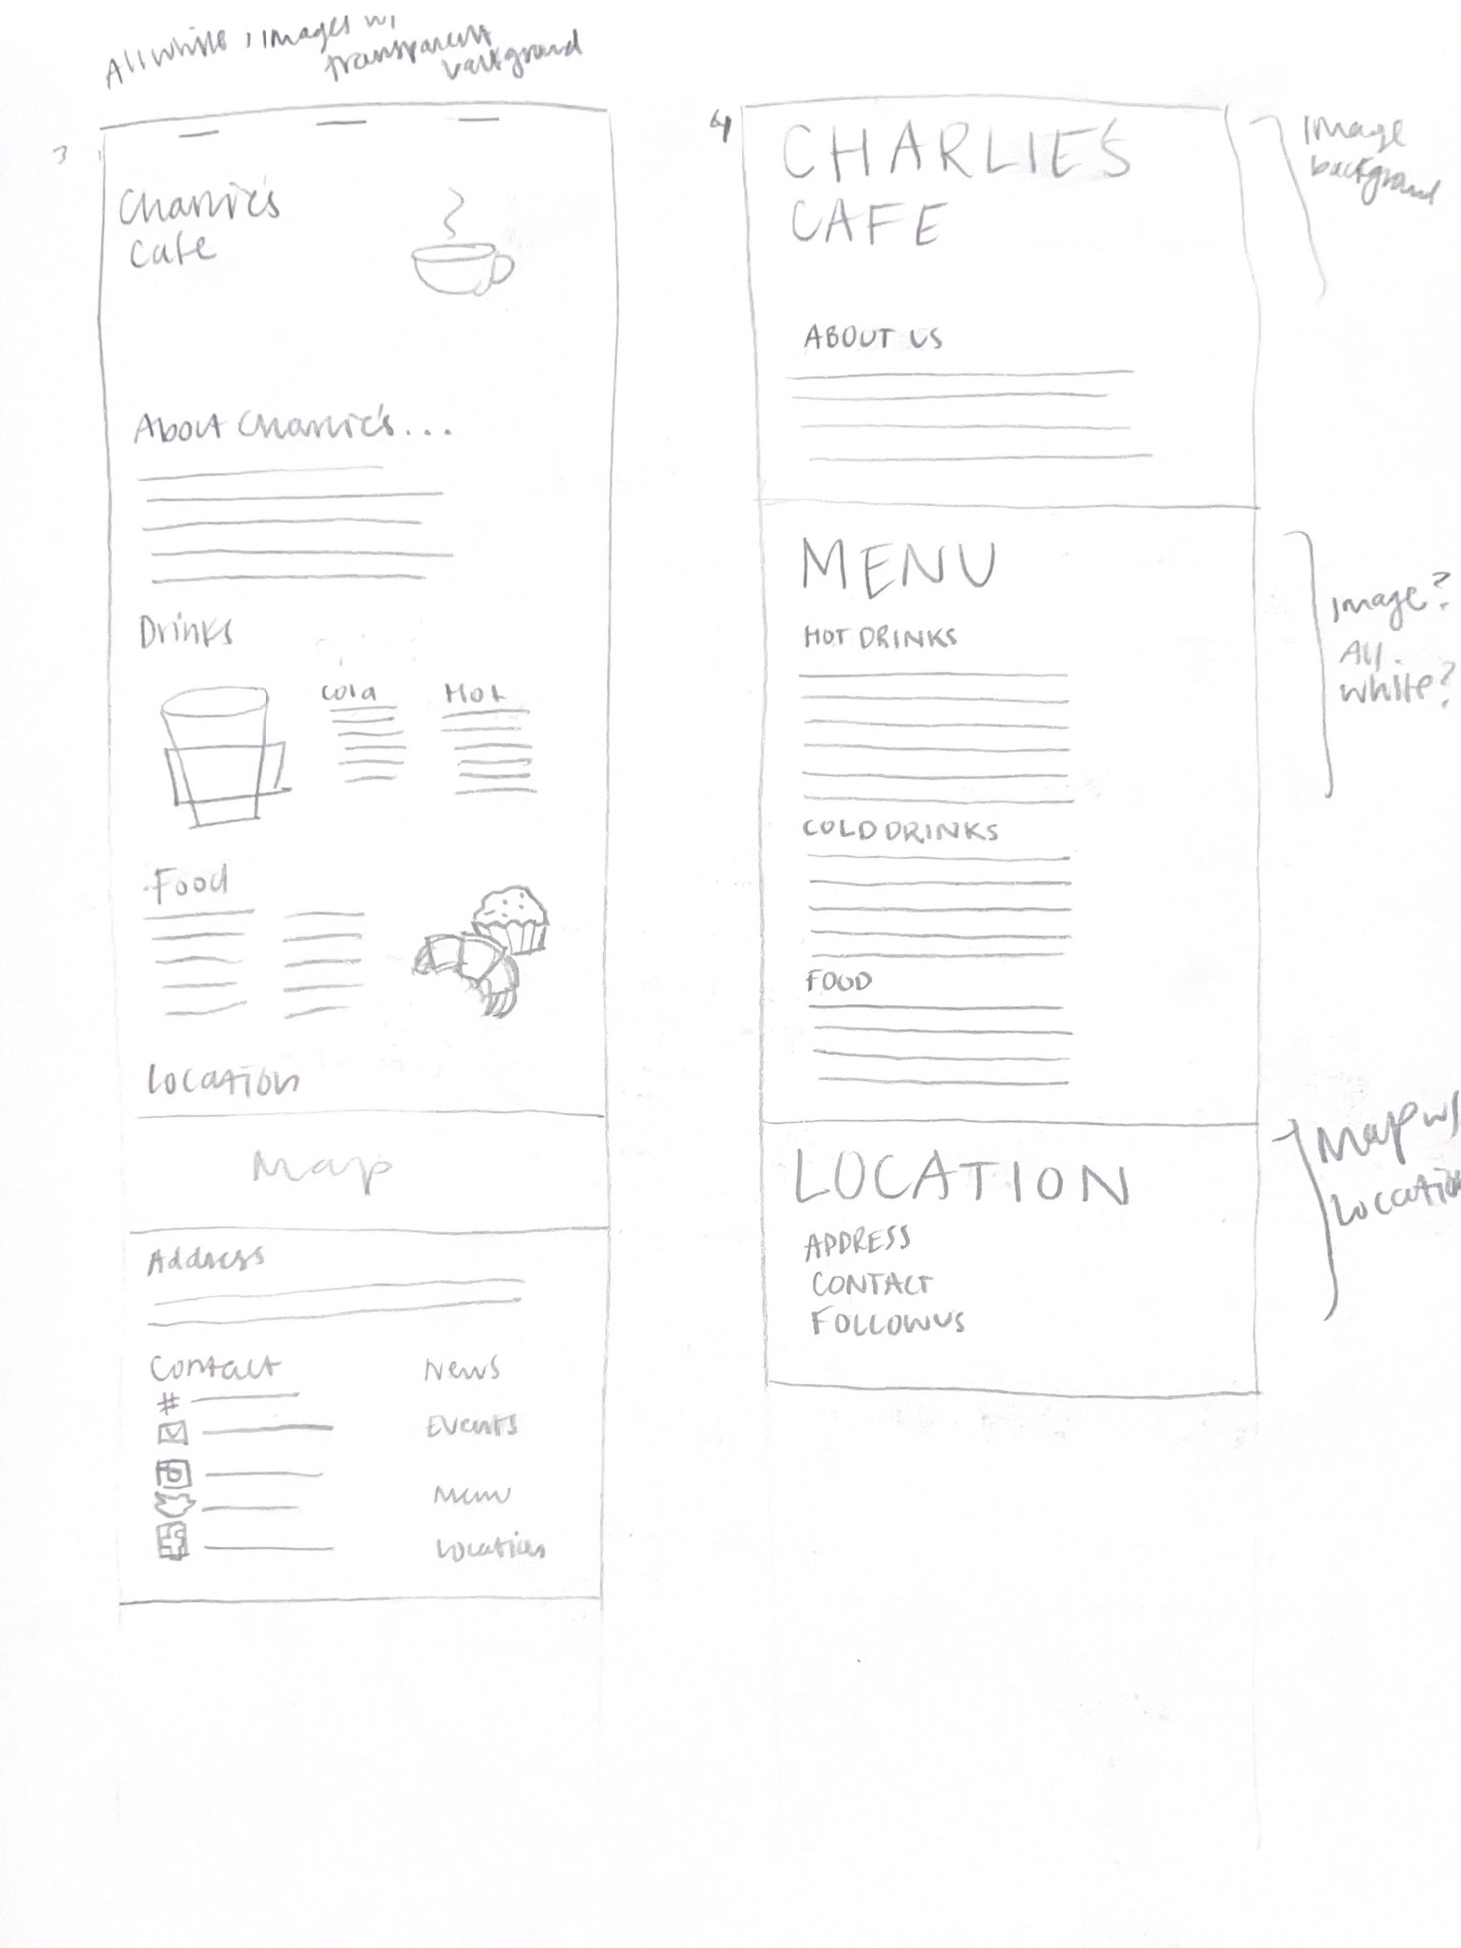 All white, images w/
transparent
background
3
Charlie's
Cafe
About Charlie's...
Drinks
Cold
Hot
Food
Location
Map
Address
Contact
#
News
Events
Menu
Location
4
CHARLIE'S
CAFE
Image
background
ABOUT US
MENU
Image?
All
white?
HOT DRINKS
COLD DRINKS
FOOD
LOCATION
Map w/
ADDRESS
CONTACT
FOLLOW US